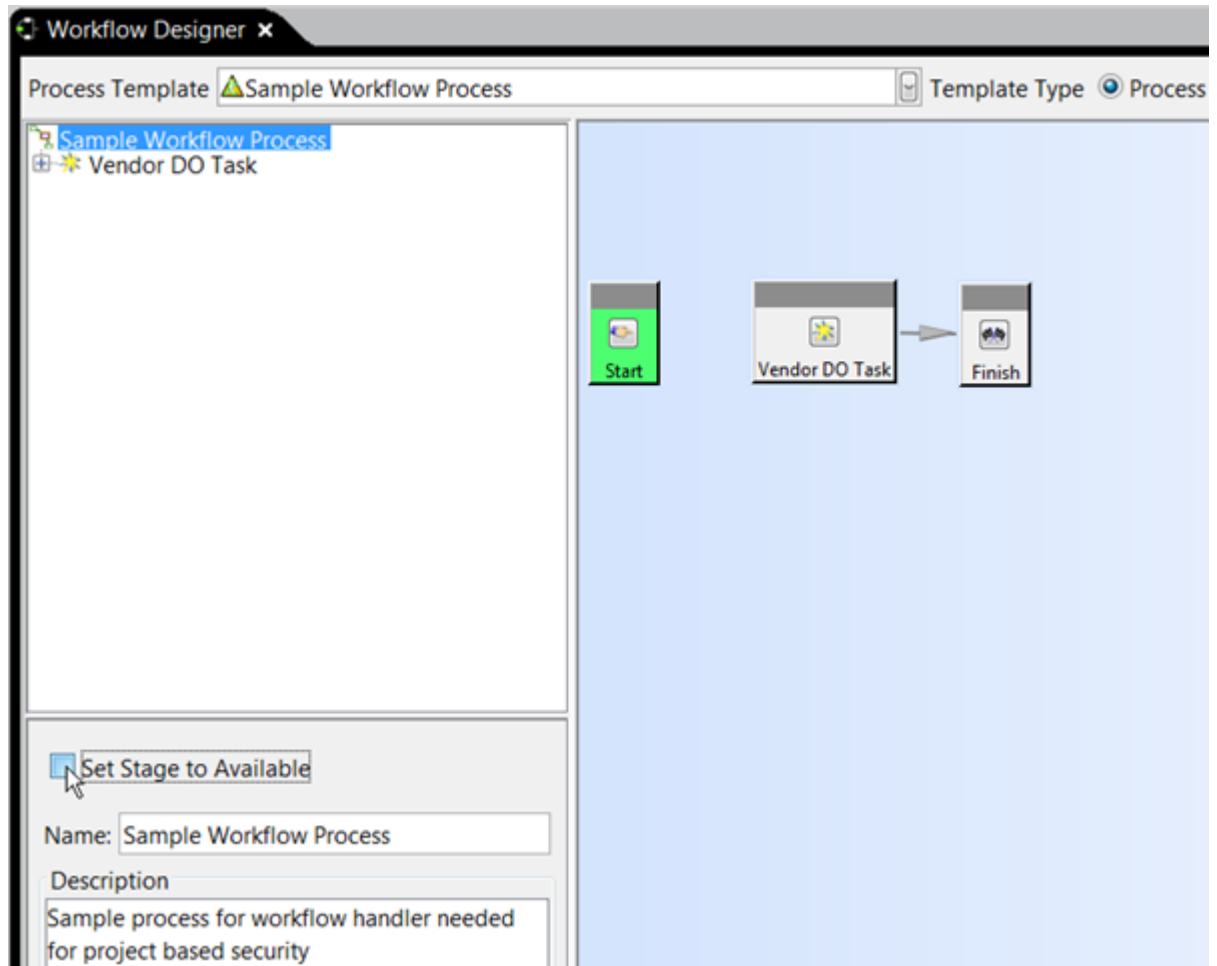 Workflow Designer
Process Template Sample Workflow Process Template Type Process
Sample Workflow Process
Vendor DO Task
Start
Vendor DO Task
Finish
Set Stage to Available
Name: Sample Workflow Process
Description
Sample process for workflow handler needed
for project based security